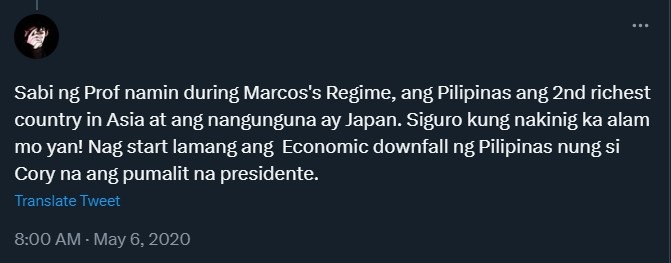 Sabi ng Prof namin during Marcos's Regime, ang Pilipinas ang 2nd richest
country in Asia at ang nangunguna ay Japan. Siguro kung nakinig ka alam
mo yan! Nag start lamang ang  Economic downfall ng Pilipinas nung si
Cory na ang pumalit na presidente.
Translate Tweet
8:00 AM · May 6, 2020